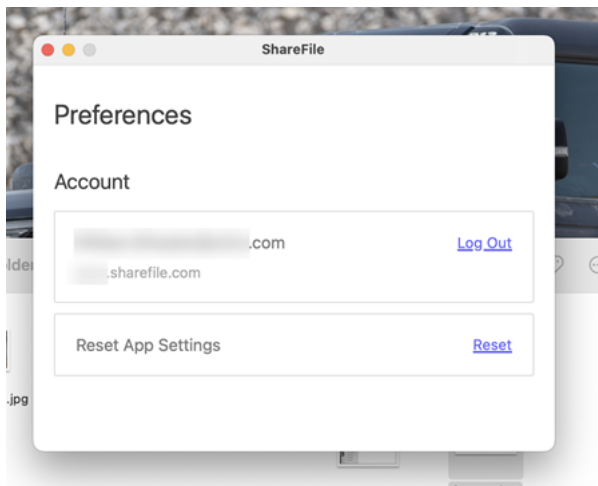 ShareFile
Preferences
Account
.com
Log Out
.sharefile.com
Reset App Settings
Reset
.jpg